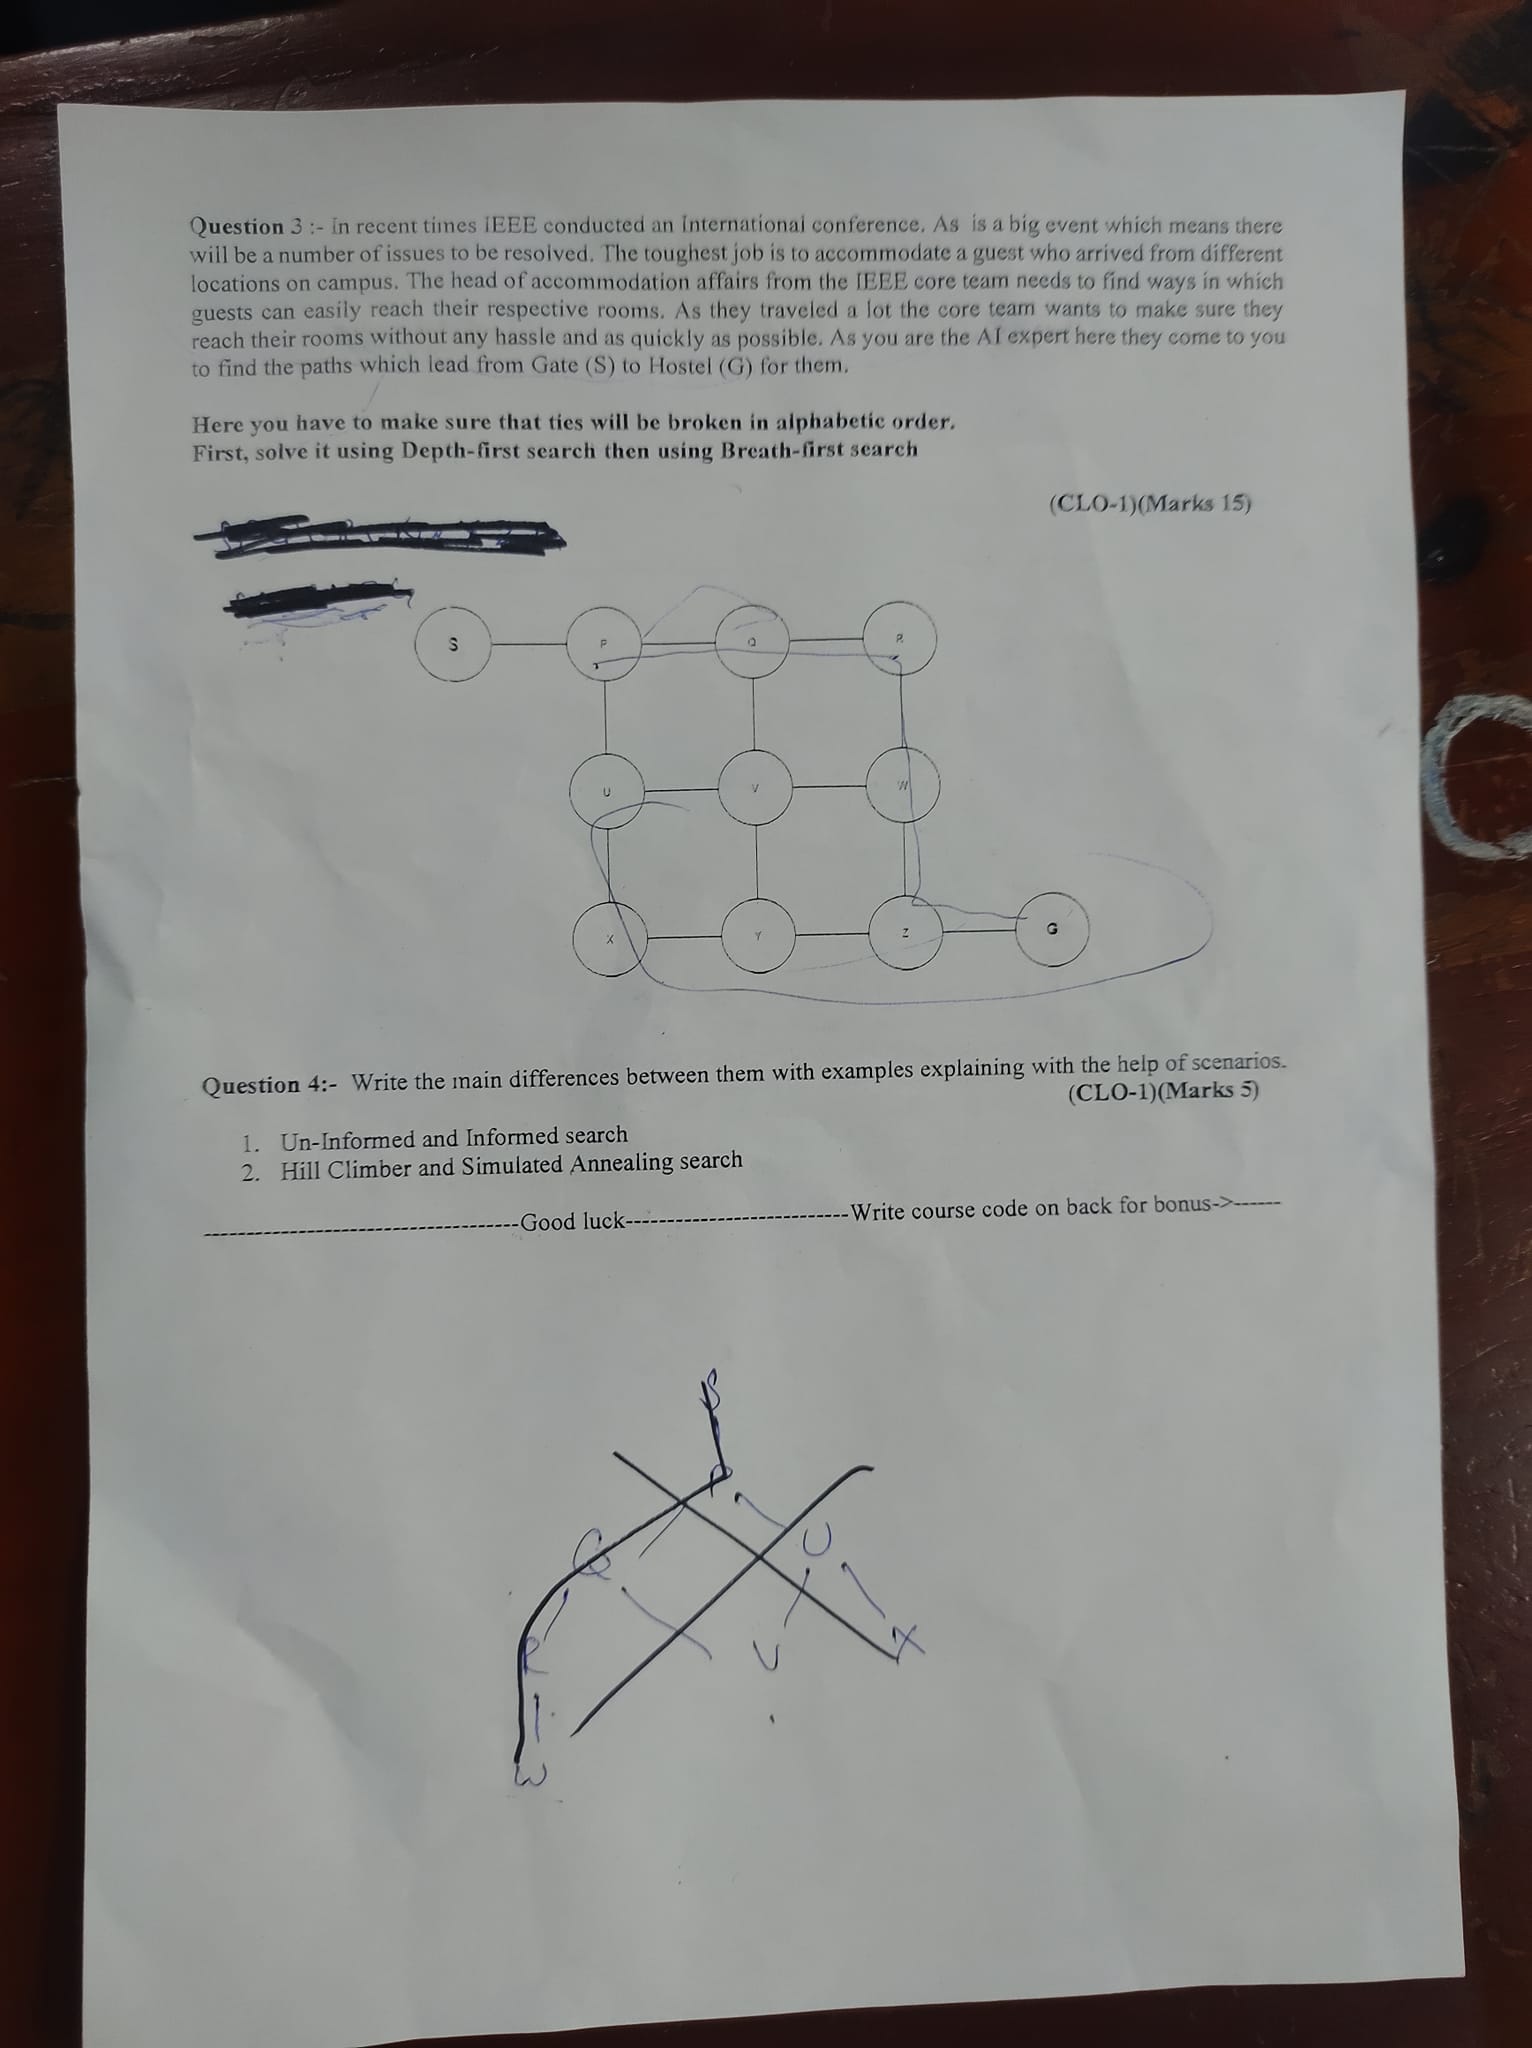 Question 3 :- In recent times IEEE conducted an International conference. As is a big event which means there
will be a number of issues to be resolved. The toughest job is to accommodate a guest who arrived from different
locations on campus. The head of accommodation affairs from the IEEE core team needs to find ways in which
guests can easily reach their respective rooms. As they traveled a lot the core team wants to make sure they
reach their rooms without any hassle and as quickly as possible. As you are the AI expert here they come to you
to find the paths which lead from Gate (S) to Hostel (G) for them.
Here you have to make sure that ties will be broken in alphabetic order.
First, solve it using Depth-first search then using Breath-first search
(CLO-1)(Marks 15)
S P Q R
U V W
X Y Z G
Question 4:- Write the main differences between them with examples explaining with the help of scenarios.
(CLO-1)(Marks 5)
1. Un-Informed and Informed search
2. Hill Climber and Simulated Annealing search
----------------------------------Good luck--------------------------Write course code on back for bonus->------
S
P
Q U
R V X
W